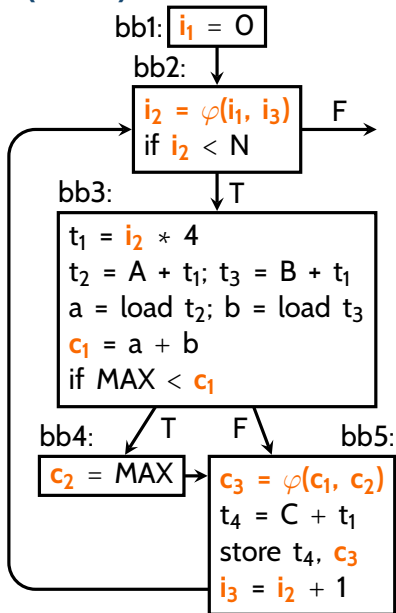 bb1: i₁ = 0
bb2:
i₂ = φ(i₁, i₃)
if i₂ < N
F
T
bb3:
t₁ = i₂ * 4
t₂ = A + t₁; t₃ = B + t₁
a = load t₂; b = load t₃
c₁ = a + b
if MAX < c₁
T
F
bb4:
c₂ = MAX
bb5:
c₃ = φ(c₁, c₂)
t₄ = C + t₁
store t₄, c₃
i₃ = i₂ + 1